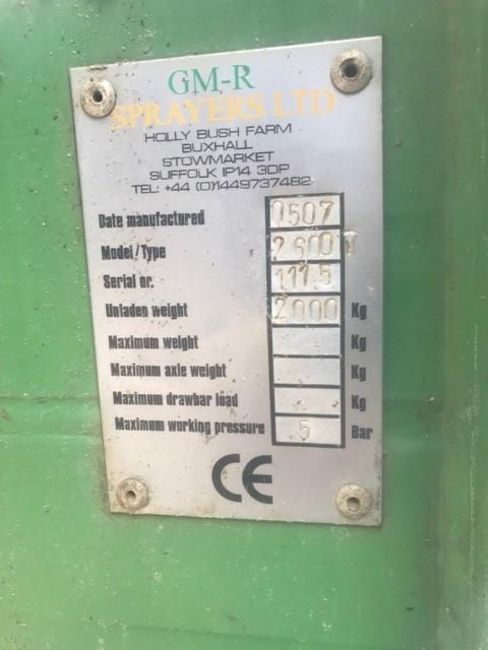 GM-R
SPRAYERS LTD
HOLLY BUSH FARM
BUXHALL
STOWMARKET
SUFFOLK IP14 3DP
TEL: +44 (0)1449737482
Date manufactured 0507
Model/Type 2600 T
Serial nr. 1175
Unladen weight 2000 Kg
Maximum weight Kg
Maximum axle weight Kg
Maximum drawbar load - Kg
Maximum working pressure 5 Bar
CE